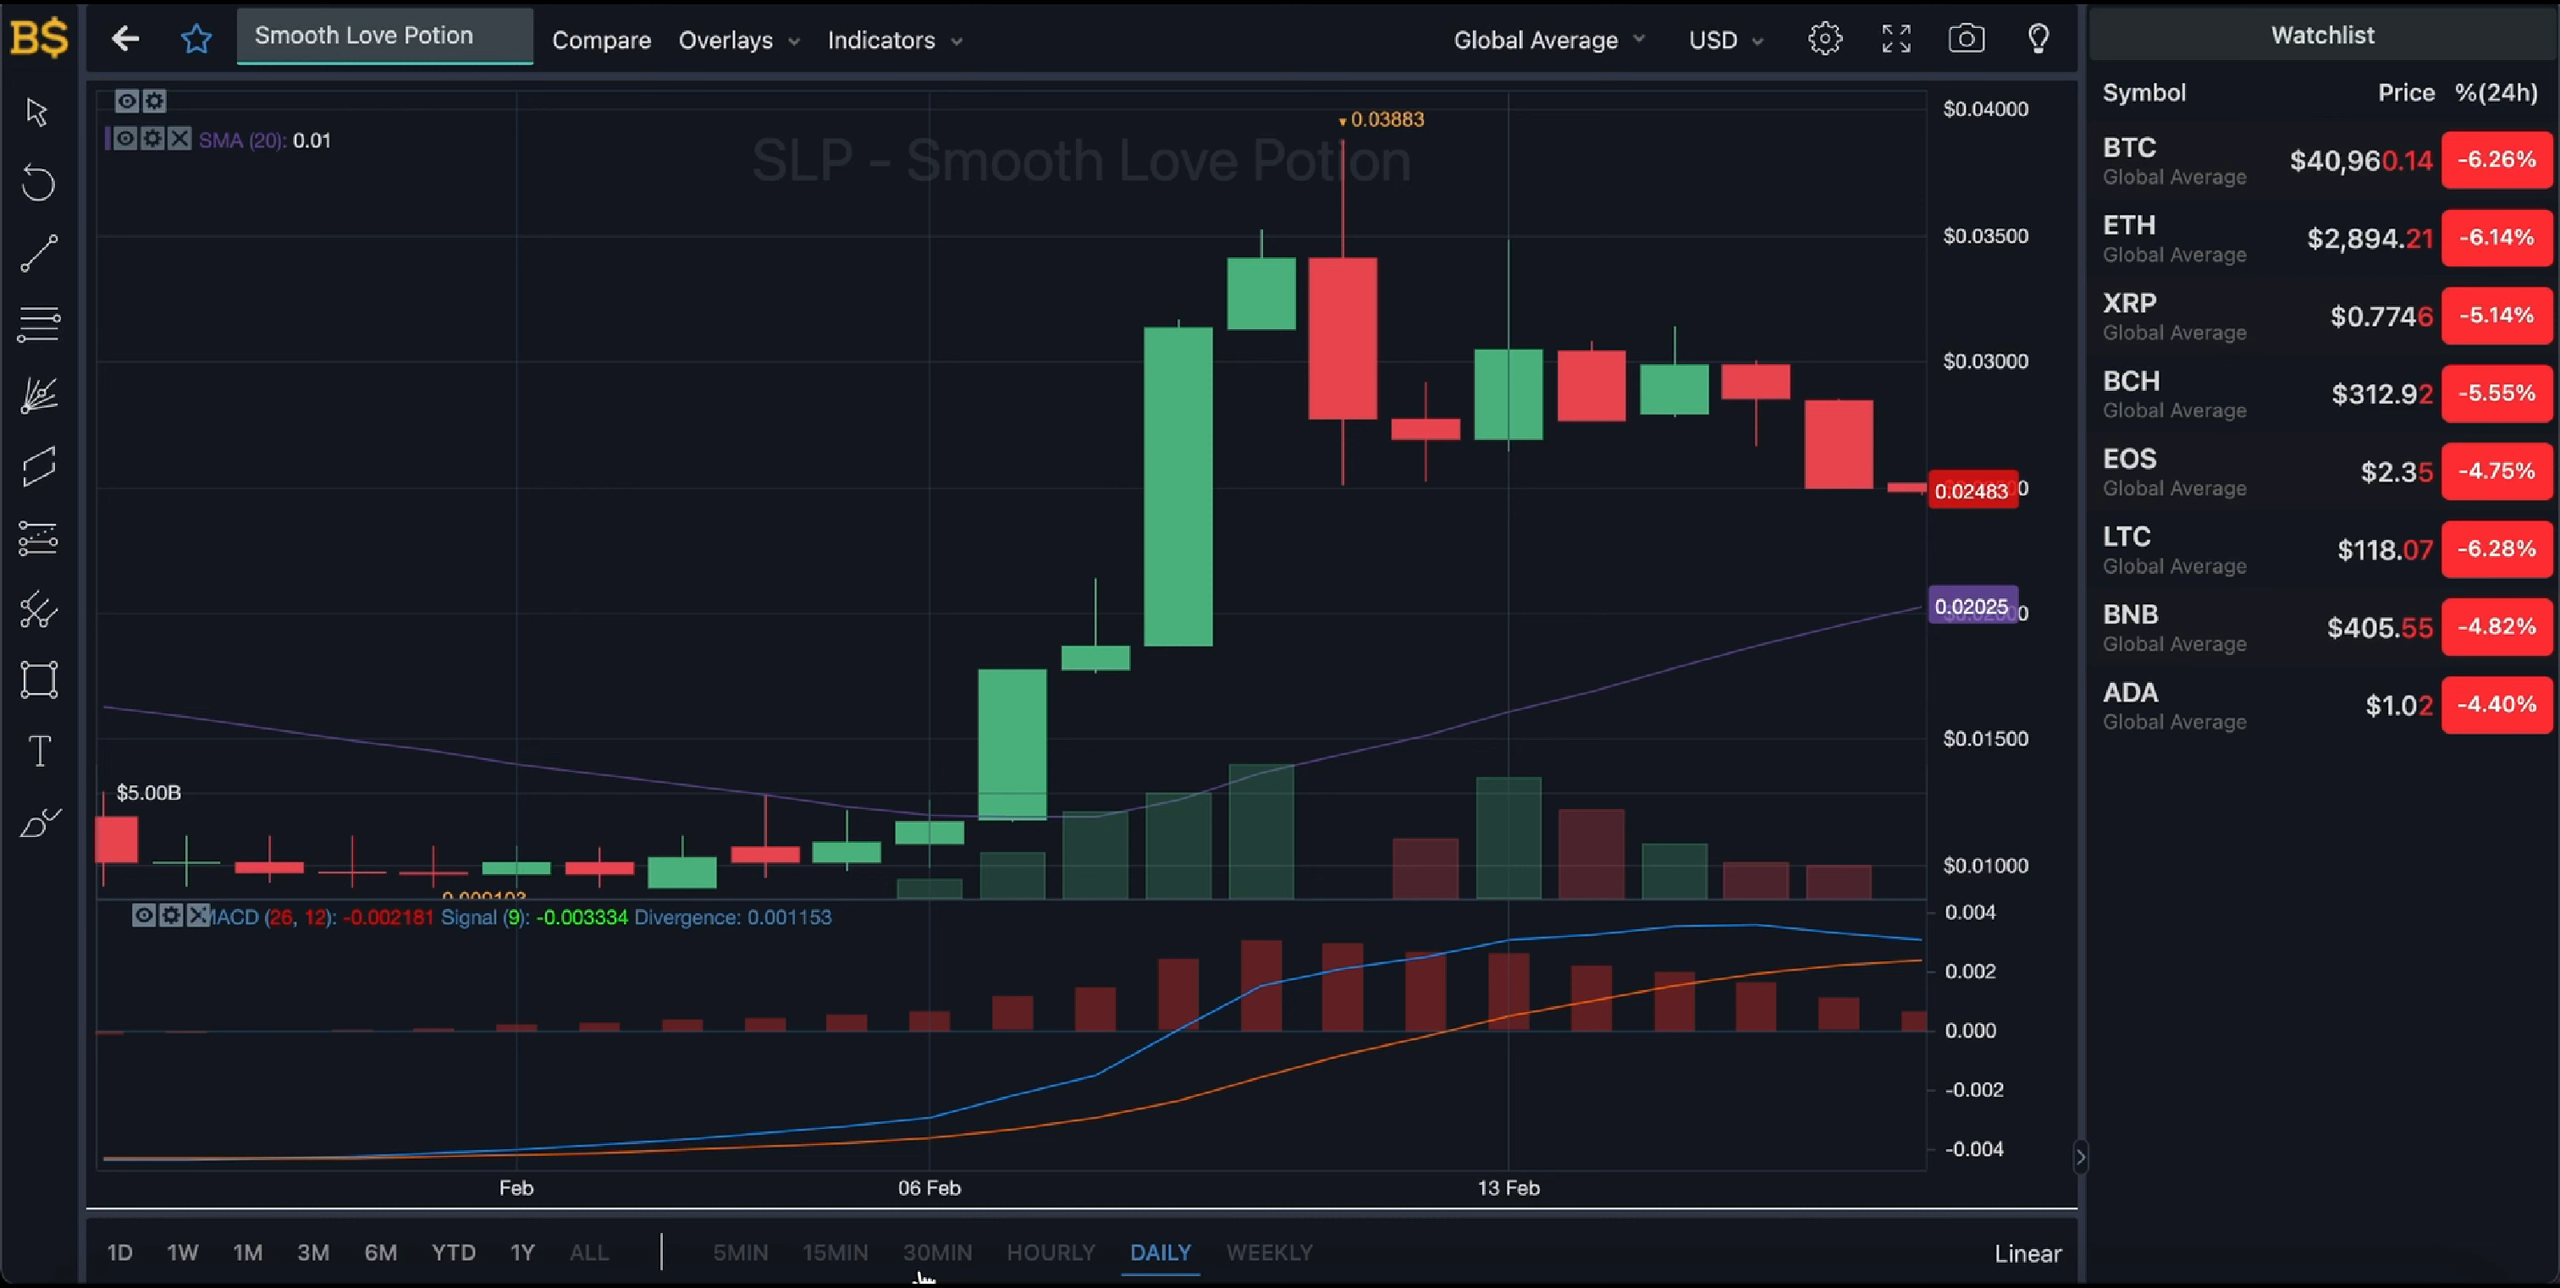 B$
Smooth Love Potion
Compare
Overlays
Indicators
Global Average
USD
Watchlist
Symbol Price %(24h)
BTC $40,960.14 -6.26%
Global Average
ETH $2,894.21 -6.14%
Global Average
XRP $0.7746 -5.14%
Global Average
BCH $312.92 -5.55%
Global Average
EOS $2.35 -4.75%
Global Average
LTC $118.07 -6.28%
Global Average
BNB $405.55 -4.82%
Global Average
ADA $1.02 -4.40%
Global Average
SMA (20): 0.01
SLP - Smooth Love Potion
0.03883
$0.04000
$0.03500
$0.03000
0.02483
0.02025
$0.01500
$0.01000
$5.00B
MACD (26, 12): -0.002181 Signal (9): -0.003334 Divergence: 0.001153
0.004
0.002
0.000
-0.002
-0.004
Feb
06 Feb
13 Feb
1D 1W 1M 3M 6M YTD 1Y ALL
5MIN 15MIN 30MIN HOURLY DAILY WEEKLY
Linear